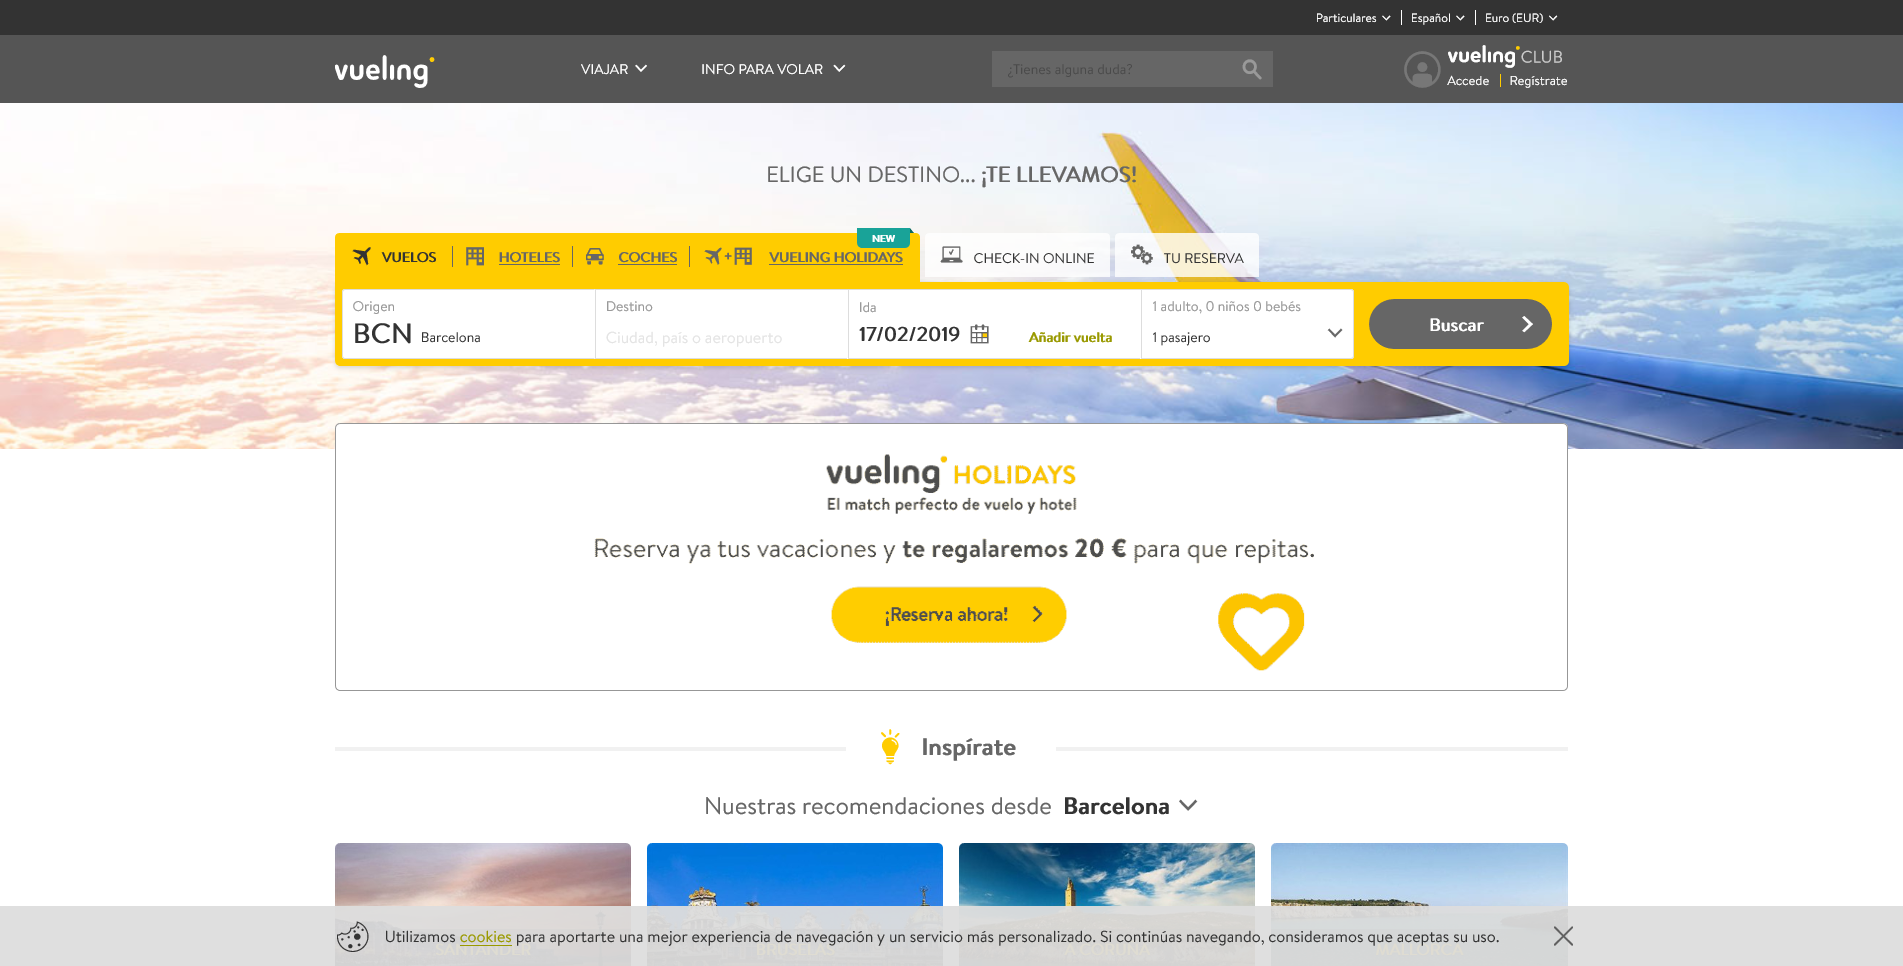 Particulares
Español
Euro (EUR)
vueling
VIAJAR
INFO PARA VOLAR
¿Tienes alguna duda?
vueling CLUB
Accede
Regístrate
ELIGE UN DESTINO... ¡TE LLEVAMOS!
NEW
VUELOS
HOTELES
COCHES
+
VUELING HOLIDAYS
CHECK-IN ONLINE
TU RESERVA
Origen
BCN Barcelona
Destino
Ciudad, país o aeropuerto
Ida
17/02/2019
Añadir vuelta
1 adulto, 0 niños 0 bebés
1 pasajero
Buscar
vueling HOLIDAYS
El match perfecto de vuelo y hotel
Reserva ya tus vacaciones y te regalaremos 20 € para que repitas.
¡Reserva ahora!
Inspírate
Nuestras recomendaciones desde Barcelona
SANTANDER
Utilizamos cookies para aportarte una mejor experiencia de navegación y un servicio más personalizado. Si continúas navegando, consideramos que aceptas su uso.